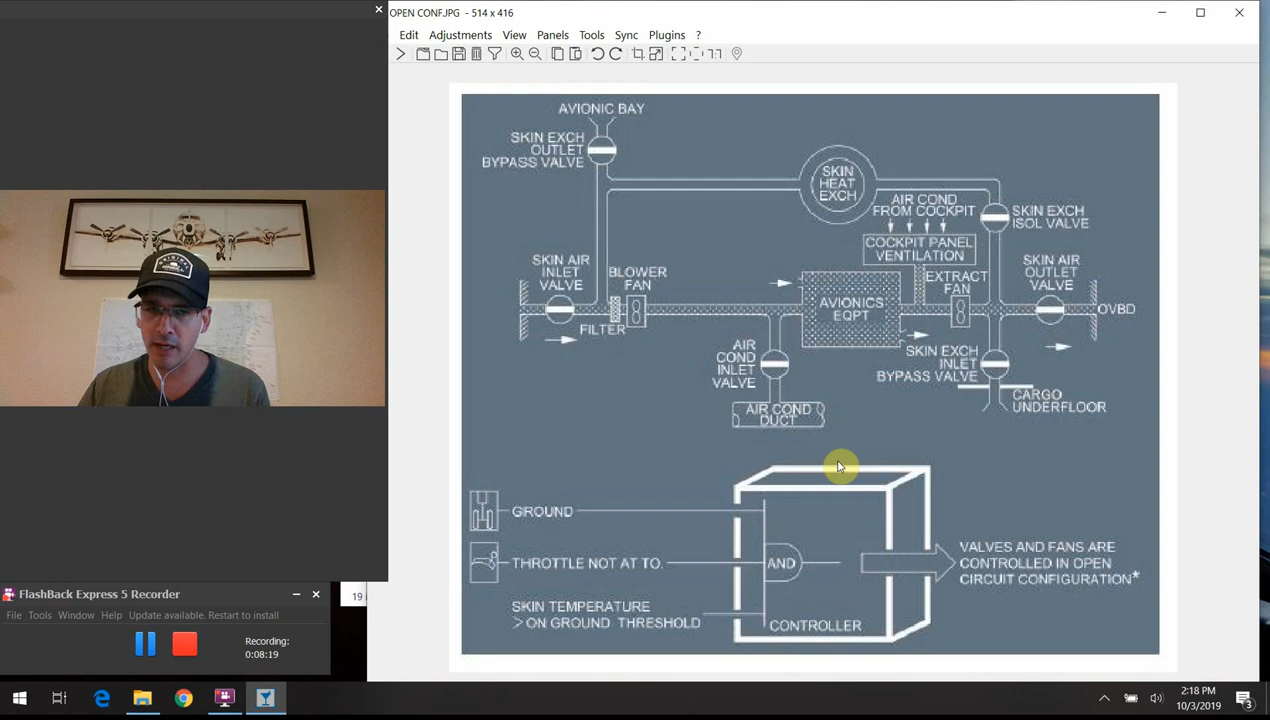 OPEN CONF.JPG - 514 x 416
Edit Adjustments View Panels Tools Sync Plugins ?
1:1
AVIONIC BAY
SKIN EXCH
OUTLET
BYPASS VALVE
SKIN
HEAT
EXCH
AIR COND
FROM COCKPIT
SKIN EXCH
ISOL VALVE
COCKPIT PANEL
VENTILATION
SKIN AIR
INLET
VALVE
BLOWER
FAN
EXTRACT
FAN
SKIN AIR
OUTLET
VALVE
FILTER
AVIONICS
EQPT
OVBD
AIR
COND
INLET
VALVE
SKIN EXCH
INLET
BYPASS VALVE
AIR COND
DUCT
CARGO
UNDERFLOOR
GROUND
THROTTLE NOT AT TO.
SKIN TEMPERATURE
>ON GROUND THRESHOLD
AND
CONTROLLER
VALVES AND FANS ARE
CONTROLLED IN OPEN
CIRCUIT CONFIGURATION*
FlashBack Express 5 Recorder
File Tools Window Help Update available. Restart to install
Recording:
0:08:19
19
2:18 PM
10/3/2019
3